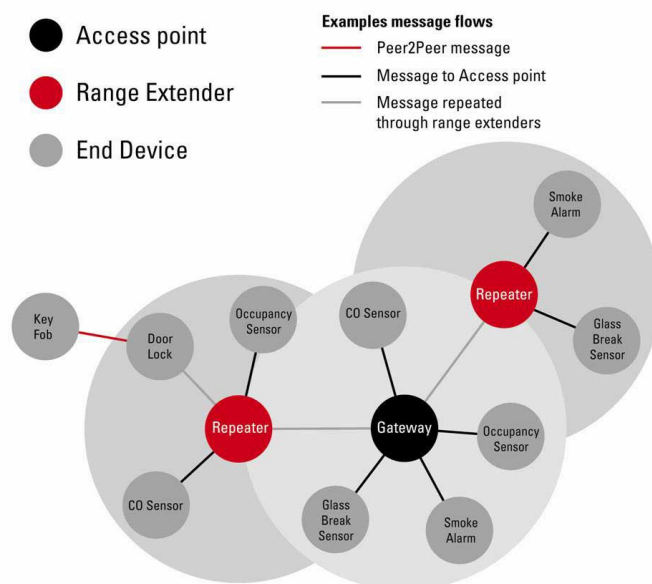 Access point
Range Extender
End Device
Examples message flows
Peer2Peer message
Message to Access point
Message repeated
through range extenders
Smoke
Alarm
Repeater
Glass
Break
Sensor
Key
Fob
Door
Lock
Occupancy
Sensor
CO Sensor
Repeater
Gateway
Occupancy
Sensor
CO Sensor
Glass
Break
Sensor
Smoke
Alarm